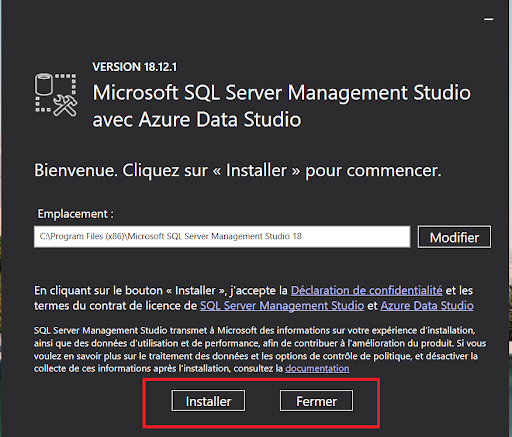 VERSION 18.12.1
Microsoft SQL Server Management Studio
avec Azure Data Studio
Bienvenue. Cliquez sur « Installer » pour commencer.
Emplacement :
C:\Program Files (x86)\Microsoft SQL Server Management Studio 18
Modifier
En cliquant sur le bouton « Installer », j'accepte la Déclaration de confidentialité et les
termes du contrat de licence de SQL Server Management Studio et Azure Data Studio
SQL Server Management Studio transmet à Microsoft des informations sur votre expérience d'installation,
ainsi que des données d'utilisation et de performance, afin de contribuer à l'amélioration du produit. Si vous
voulez en savoir plus sur le traitement des données et les options de contrôle de politique, et désactiver la
collecte de ces informations après l'installation, consultez la documentation
Installer
Fermer